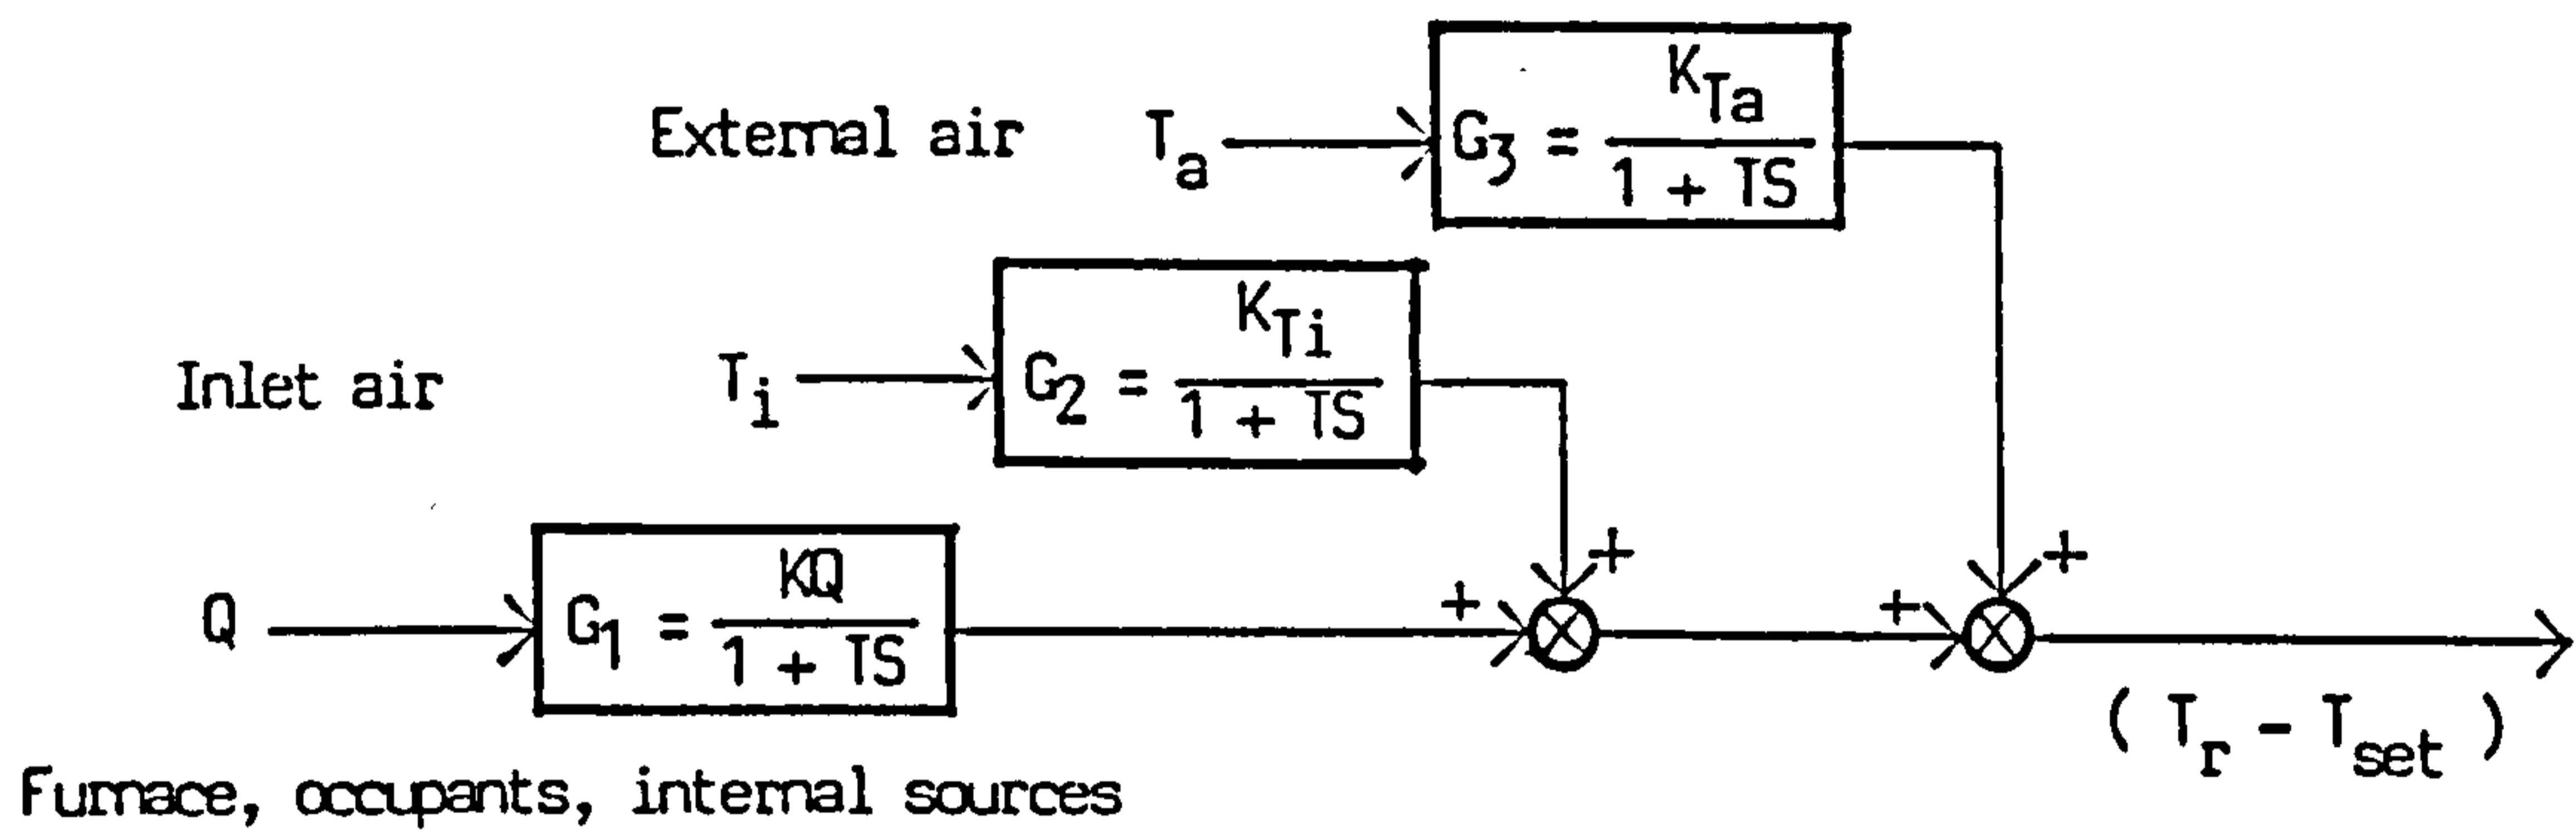 External air T_a G_3 = K_Ta / 1 + TS
Inlet air T_i G_2 = K_Ti / 1 + TS
+ +
Q G_1 = KQ / 1 + TS + +
( T_r - T_set )
Furnace, occupants, internal sources